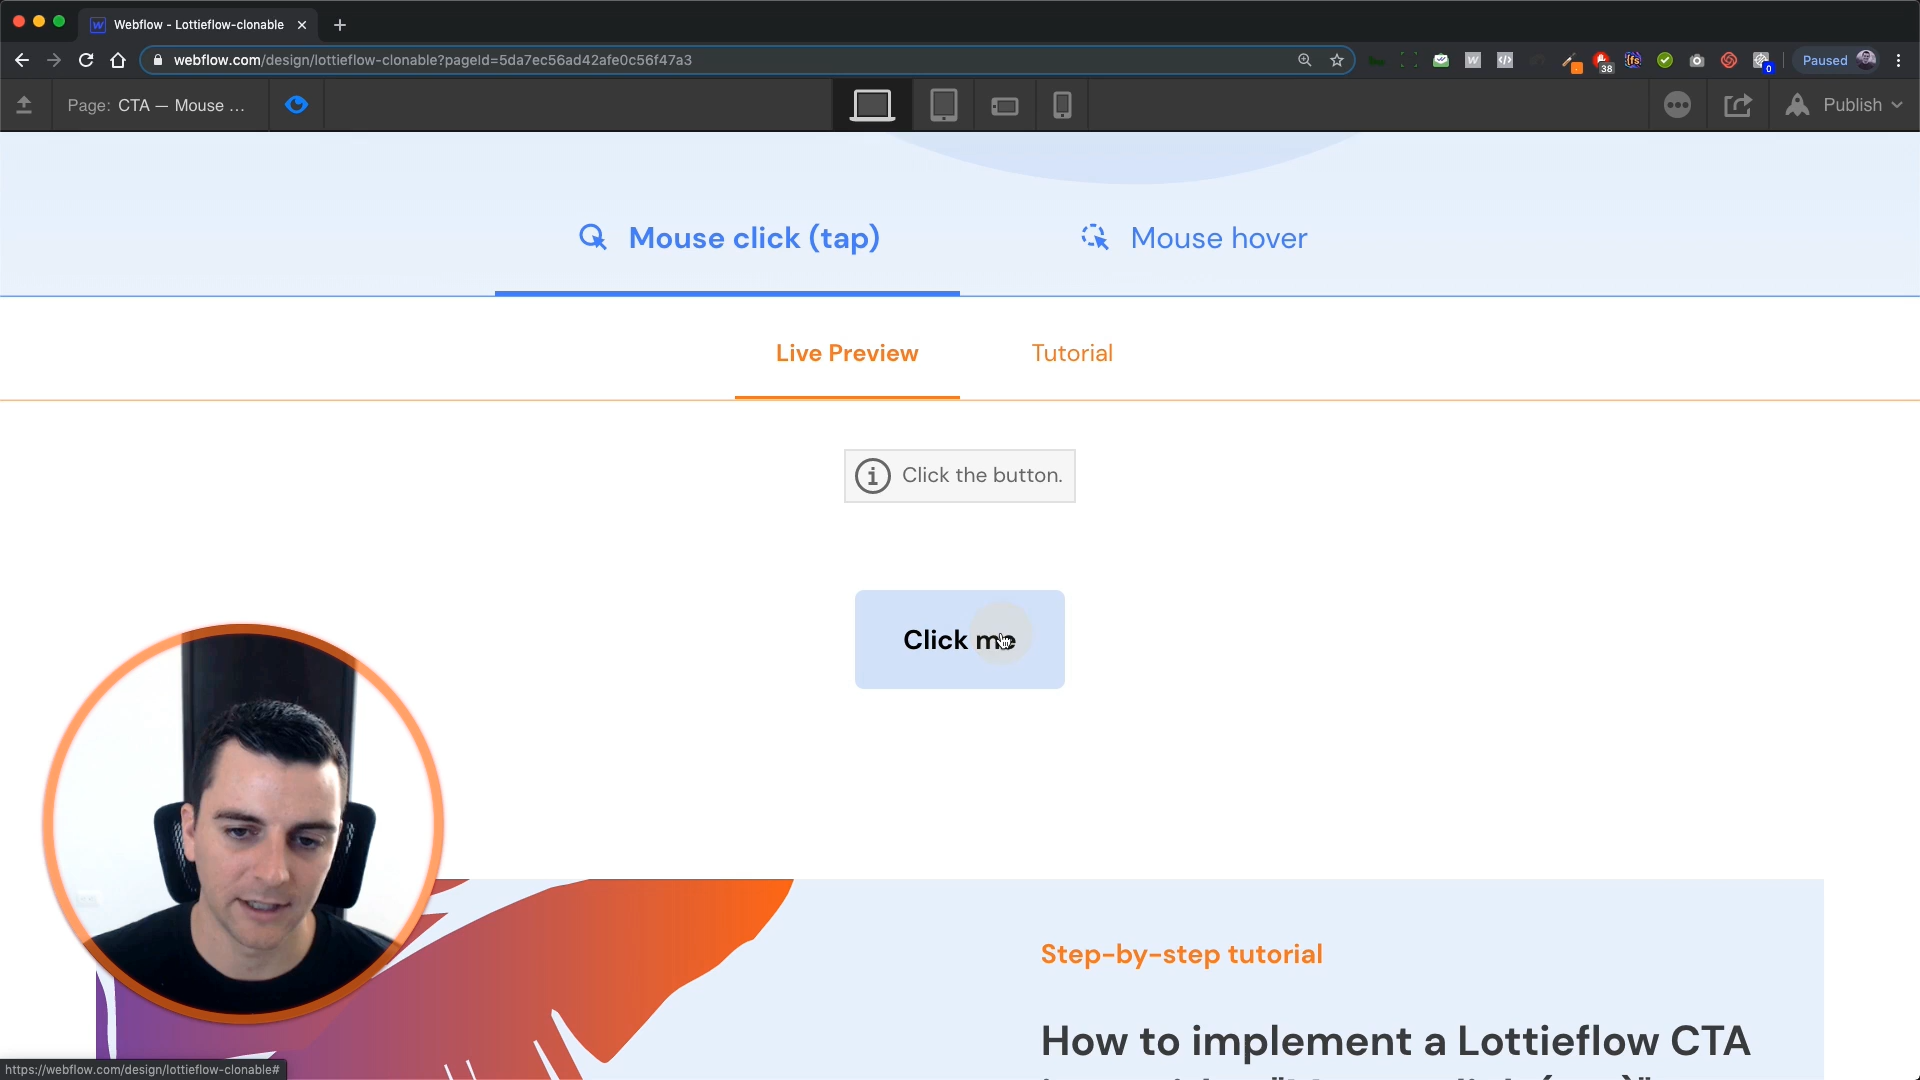 Webflow - Lottieflow-clonable
webflow.com/design/lottieflow-clonable?pageId=5da7ec56ad42afe0c56f47a3
38
0
Paused
Page: CTA — Mouse ...
Publish
Mouse click (tap)
Mouse hover
Live Preview
Tutorial
Click the button.
Click me
Step-by-step tutorial
How to implement a Lottieflow CTA
https://webflow.com/design/lottieflow-clonable#